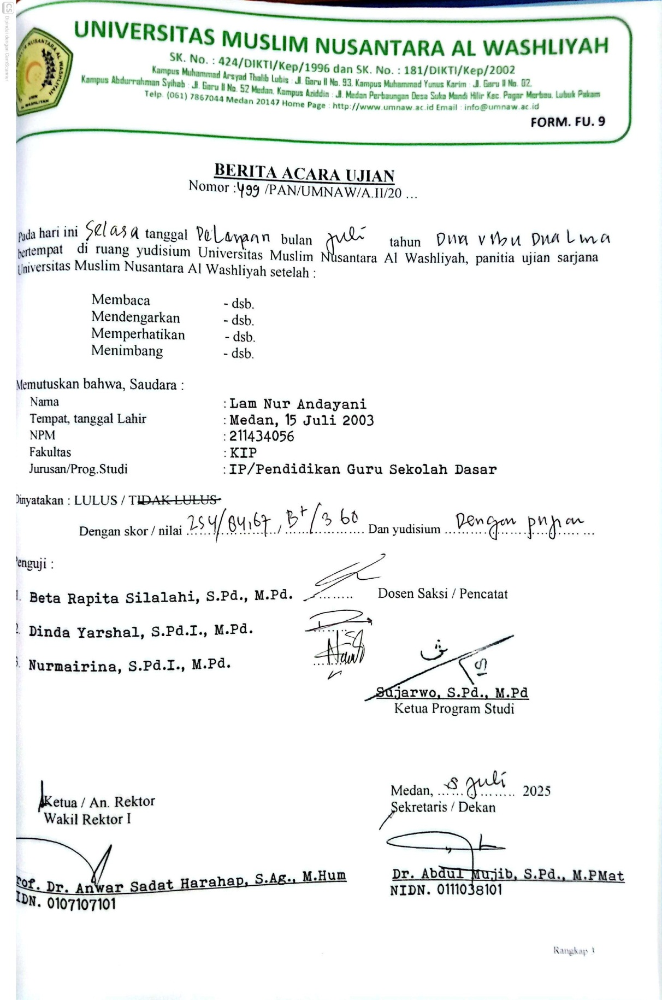 CS Dipindai dengan CamScanner
UNIVERSITAS MUSLIM NUSANTARA AL WASHLIYAH
SK. No. : 424/DIKTI/Kep/1996 dan SK. No. : 181/DIKTI/Kep/2002
Kampus Muhammad Arsyad Thalib Lubis : Jl. Garu II No. 93, Kampus Muhammad Yunus Karim : Jl. Garu II No. 02,
Kampus Abdurrahman Syihab : Jl. Garu II No. 52 Medan, Kampus Aziddin : Jl. Medan Perbaungan Desa Suka Mandi Hilir Kec. Pagar Merbau, Lubuk Pakam
Telp. (061) 7867044 Medan 20147 Home Page : http://www.umnaw.ac.id Email : info@umnaw.ac.id
FORM. FU. 9
BERITA ACARA UJIAN
Nomor : 499 /PAN/UMNAW/A.II/20 ...
Pada hari ini Selasa tanggal Delapan bulan Juli tahun Dua ribu Dua Lima
bertempat di ruang yudisium Universitas Muslim Nusantara Al Washliyah, panitia ujian sarjana
Universitas Muslim Nusantara Al Washliyah setelah :
Membaca - dsb.
Mendengarkan - dsb.
Memperhatikan - dsb.
Menimbang - dsb.
Memutuskan bahwa, Saudara :
Nama : Lam Nur Andayani
Tempat, tanggal Lahir : Medan, 15 Juli 2003
NPM : 211434056
Fakultas : KIP
Jurusan/Prog.Studi : IP/Pendidikan Guru Sekolah Dasar
Dinyatakan : LULUS / TIDAK LULUS
Dengan skor / nilai 254/84,67, B+/3 60 Dan yudisium Dengan pujian
Penguji :
1. Beta Rapita Silalahi, S.Pd., M.Pd. ........ Dosen Saksi / Pencatat
2. Dinda Yarshal, S.Pd.I., M.Pd.
3. Nurmairina, S.Pd.I., M.Pd.
Sujarwo, S.Pd., M.Pd
Ketua Program Studi
Medan, 8 Juli 2025
Ketua / An. Rektor Sekretaris / Dekan
Wakil Rektor I
rof. Dr. Anwar Sadat Harahap, S.Ag., M.Hum Dr. Abdul Mujib, S.Pd., M.PMat
IDN. 0107107101 NIDN. 0111038101
Rangkap 3